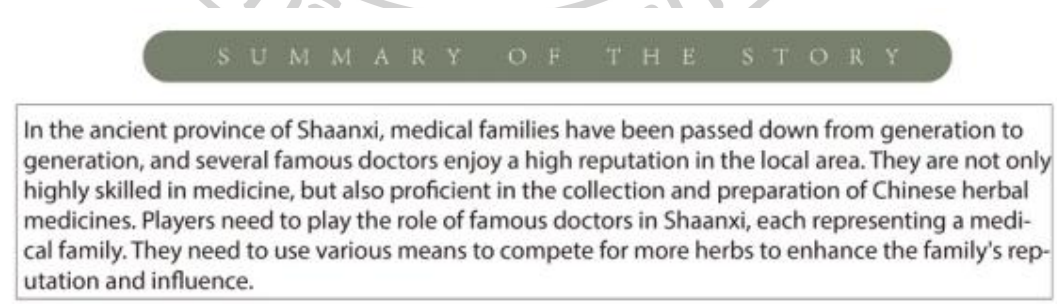 SUMMARY OF THE STORY
In the ancient province of Shaanxi, medical families have been passed down from generation to
generation, and several famous doctors enjoy a high reputation in the local area. They are not only
highly skilled in medicine, but also proficient in the collection and preparation of Chinese herbal
medicines. Players need to play the role of famous doctors in Shaanxi, each representing a medi-
cal family. They need to use various means to compete for more herbs to enhance the family's rep-
utation and influence.